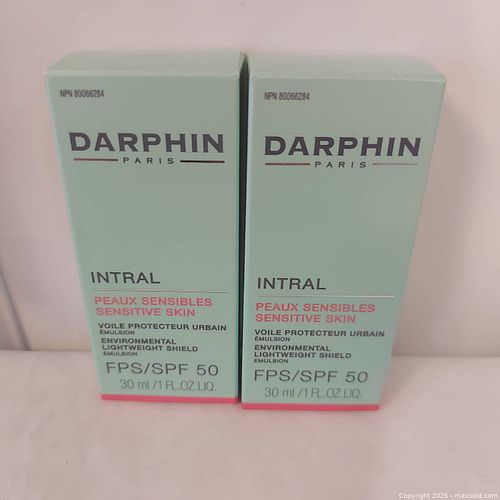 NPN 80066284
DARPHIN
PARIS
INTRAL
PEAUX SENSIBLES
SENSITIVE SKIN
VOILE PROTECTEUR URBAIN
ÉMULSION
ENVIRONMENTAL
LIGHTWEIGHT SHIELD
EMULSION
FPS/SPF 50
30 ml /1 FL.OZ.LIQ.
NPN 80066284
DARPHIN
PARIS
INTRAL
PEAUX SENSIBLES
SENSITIVE SKIN
VOILE PROTECTEUR URBAIN
ÉMULSION
ENVIRONMENTAL
LIGHTWEIGHT SHIELD
EMULSION
FPS/SPF 50
30 ml /1 FL.OZ.LIQ.
Copyright 2026 - maxsold.com